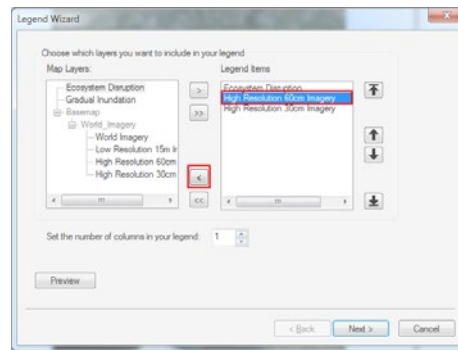 Legend Wizard
Choose which layers you want to include in your legend
Map Layers:
Legend Items
Ecosystem Disruption
Gradual Inundation
Basemap
World_Imagery
World Imagery
Low Resolution 15m Ir
High Resolution 60cm
High Resolution 30cm
>
>>
<
<<
Ecosystem Disruption
High Resolution 60cm Imagery
High Resolution 30cm Imagery
Set the number of columns in your legend: 1
Preview
< Back
Next >
Cancel